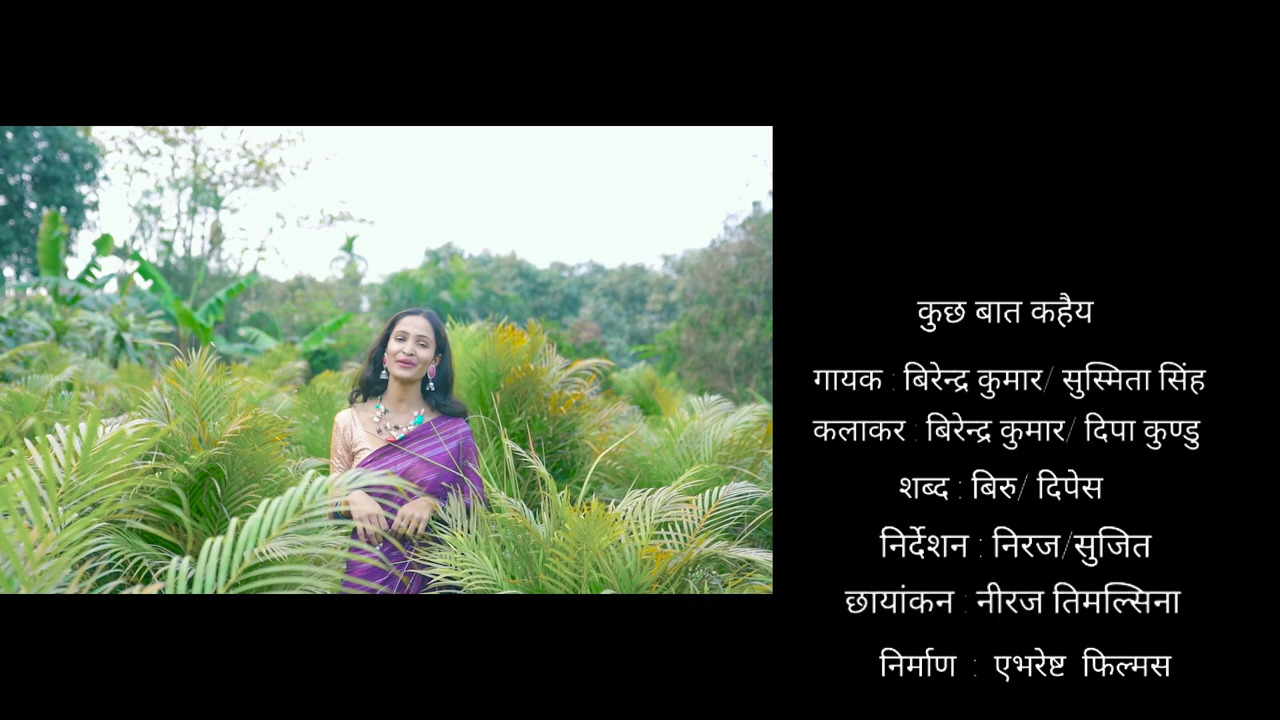 कुछ बात कहैय
गायक : बिरेन्द्र कुमार/ सुस्मिता सिंह
कलाकर : बिरेन्द्र कुमार/ दिपा कुण्डु
शब्द : बिरु/ दिपेस
निर्देशन : निरज/सुजित
छायांकन : नीरज तिमल्सिना
निर्माण : एभरेष्ट फिल्मस